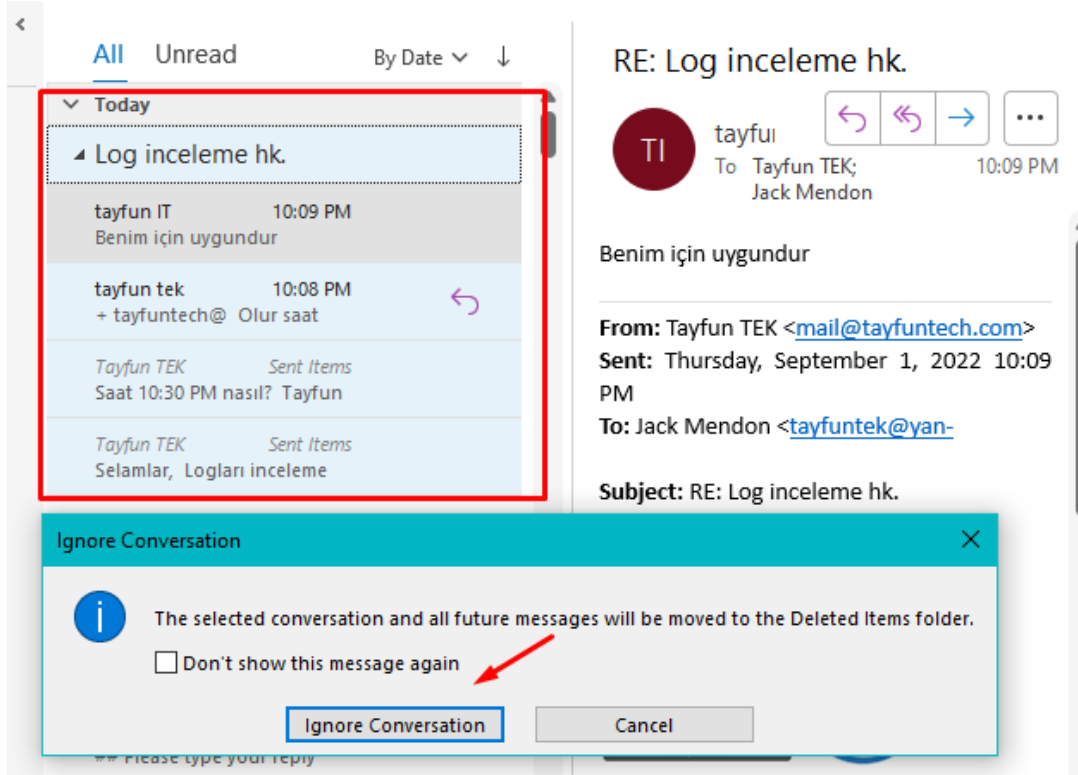 All Unread By Date
Today
Log inceleme hk.
tayfun IT 10:09 PM
Benim için uygundur
tayfun tek 10:08 PM
+ tayfuntech@ Olur saat
Tayfun TEK Sent Items
Saat 10:30 PM nasıl? Tayfun
Tayfun TEK Sent Items
Selamlar, Logları inceleme
RE: Log inceleme hk.
TI
tayfu
To Tayfun TEK; 10:09 PM
Jack Mendon
Benim için uygundur
From: Tayfun TEK <mail@tayfuntech.com>
Sent: Thursday, September 1, 2022 10:09
PM
To: Jack Mendon <tayfuntek@yan-
Subject: RE: Log inceleme hk.
Ignore Conversation
The selected conversation and all future messages will be moved to the Deleted Items folder.
Don't show this message again
Ignore Conversation Cancel
## Please type your reply